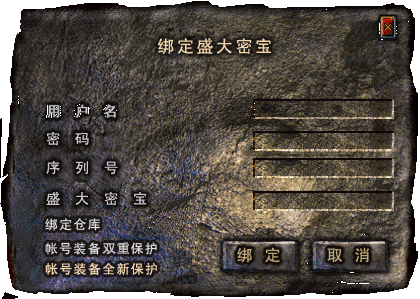 绑定盛大密宝
用户名
密码
序列号
盛大密宝
绑定仓库
帐号装备双重保护
帐号装备全新保护
绑定 取消